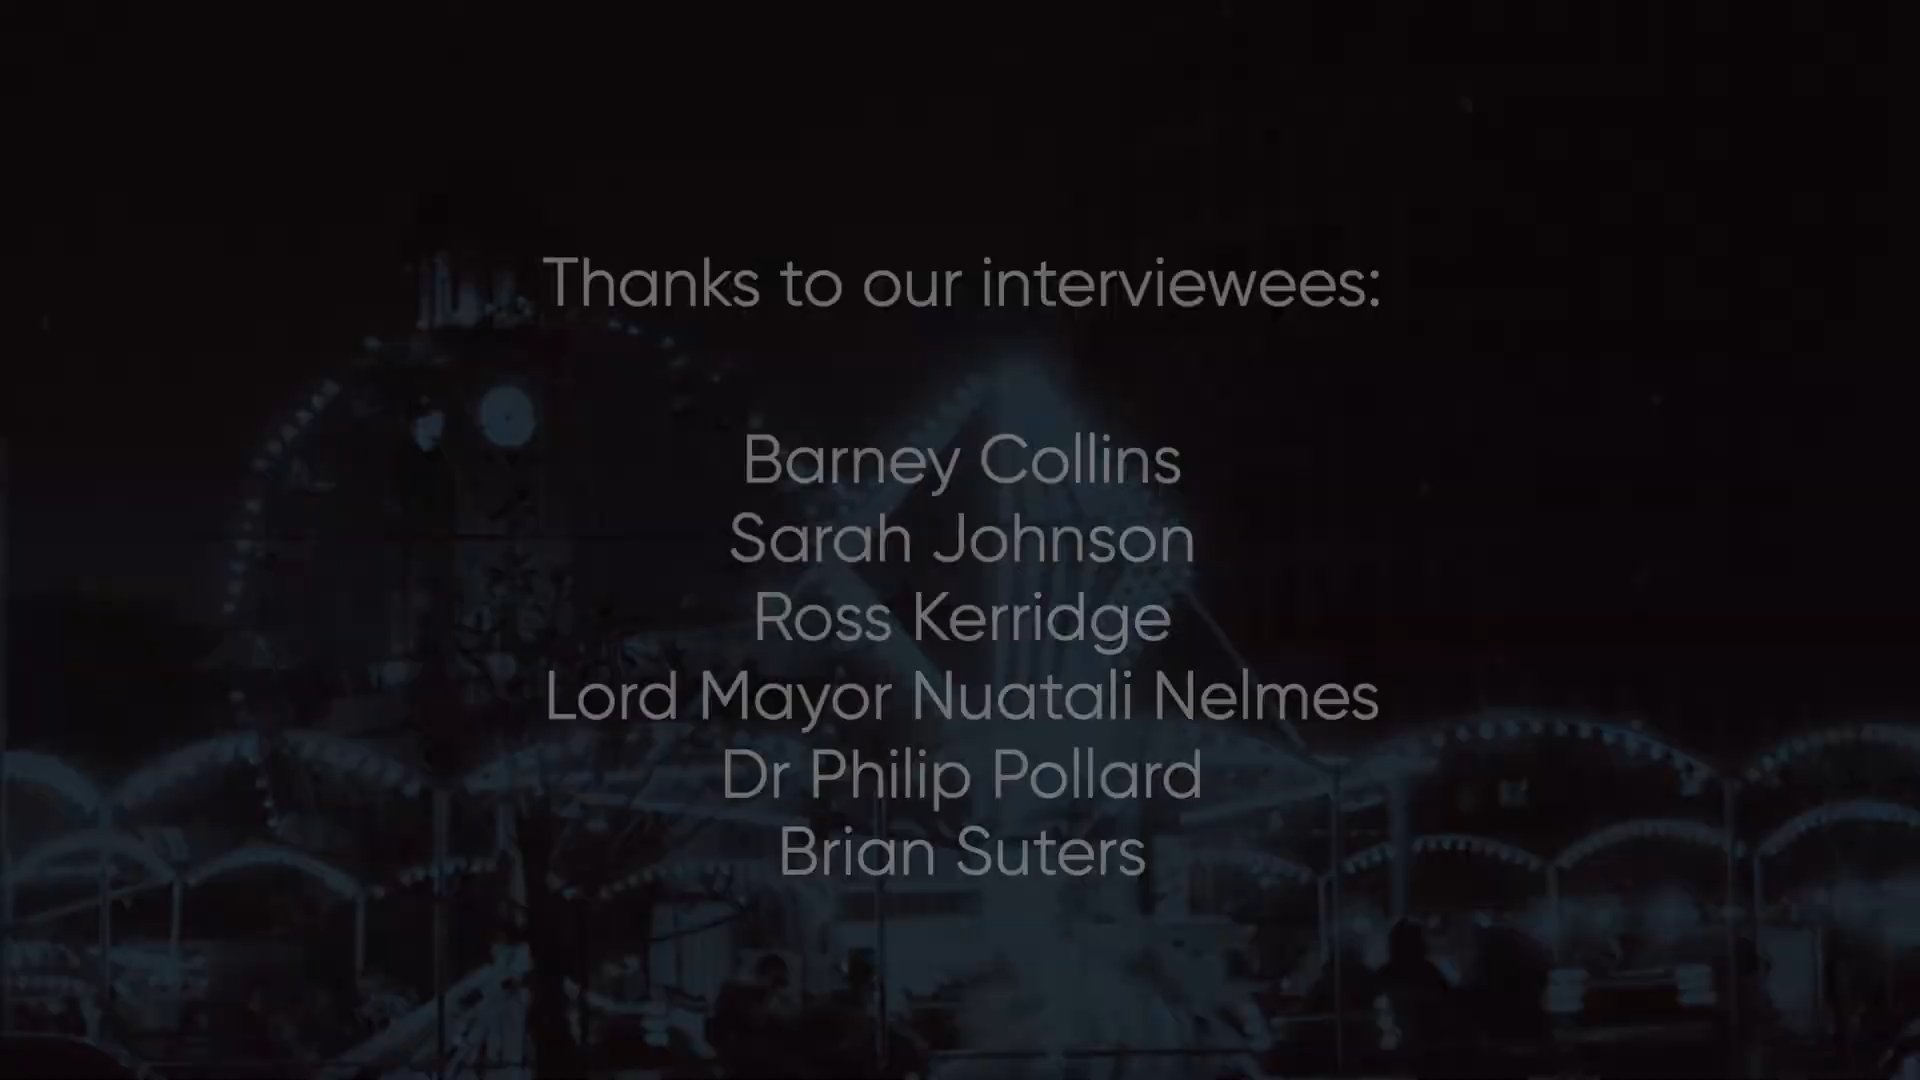 Thanks to our interviewees:
Barney Collins
Sarah Johnson
Ross Kerridge
Lord Mayor Nuatali Nelmes
Dr Philip Pollard
Brian Suters